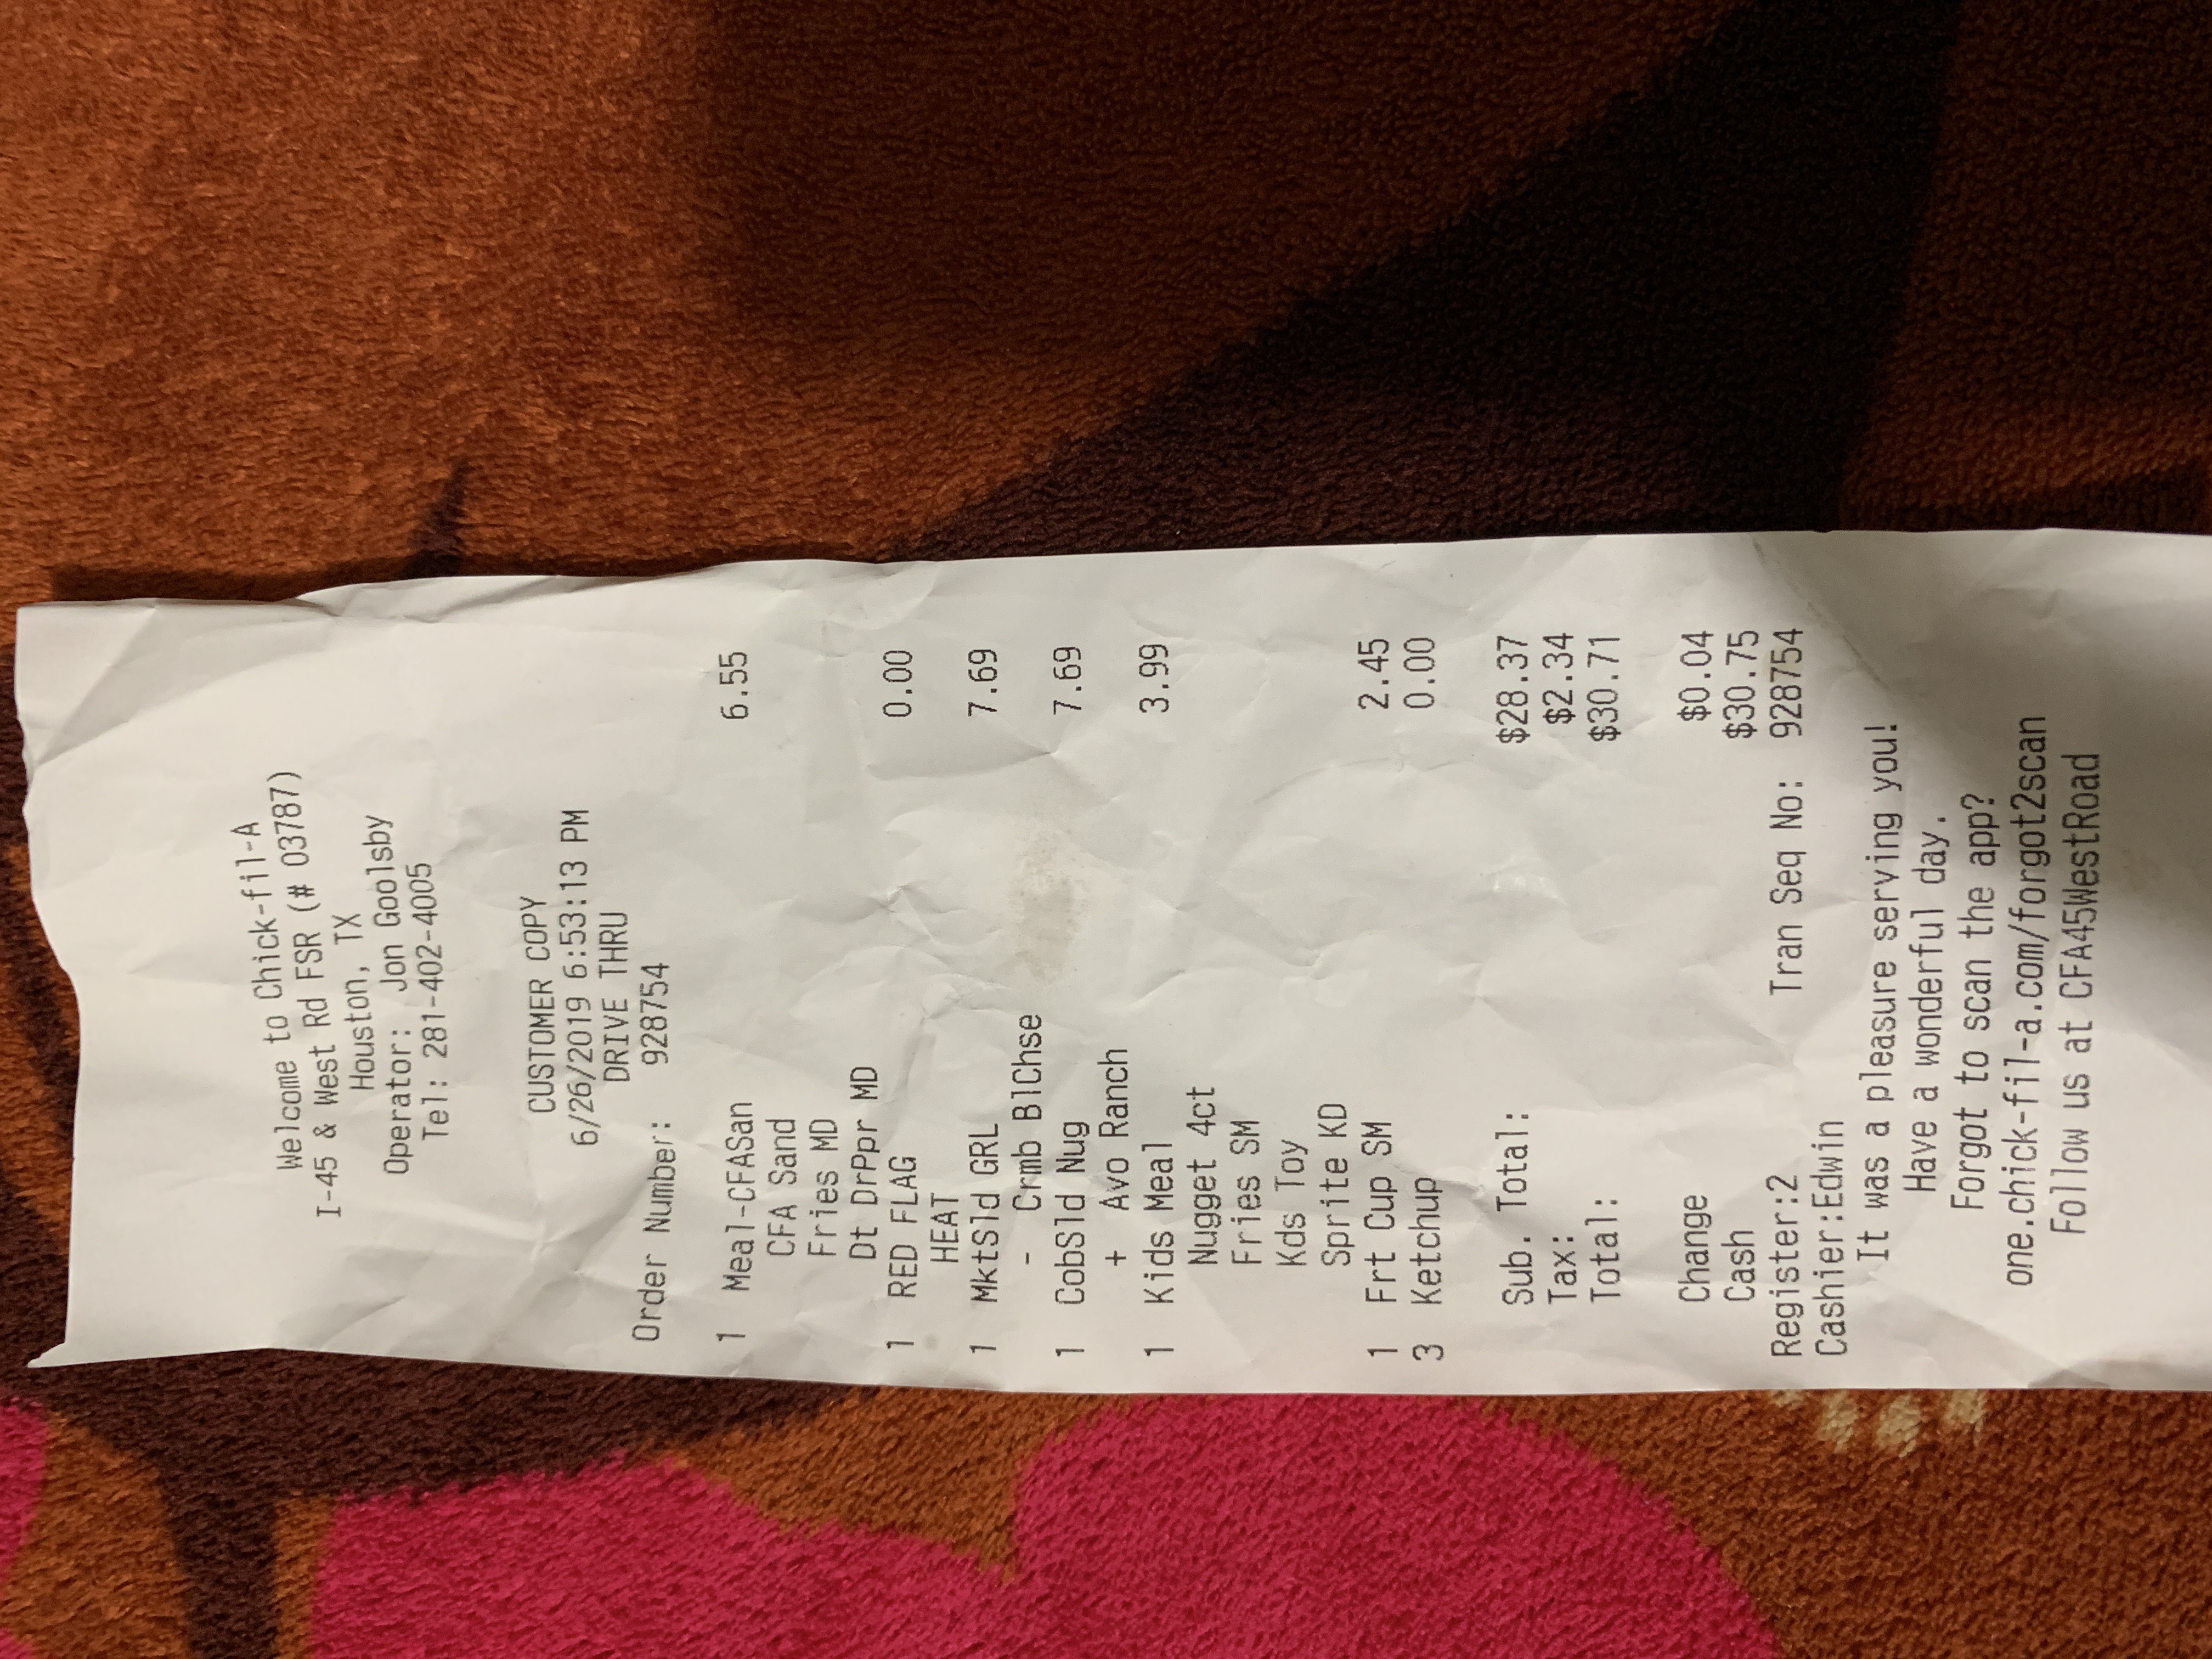 Welcome to Chick-fil-A
I-45 & West Rd FSR (# 03787)
Houston, TX
Operator: Jon Goolsby
Tel: 281-402-4005
CUSTOMER COPY
6/26/2019 6:53:13 PM
DRIVE THRU
Order Number: 928754
1 Meal-CFASan 6.55
CFA Sand
Fries MD
Dt DrPpr MD
1 RED FLAG 0.00
HEAT
1 MktSld GRL 7.69
- Crmb BlChse
1 CobSld Nug 7.69
+ Avo Ranch
1 Kids Meal 3.99
Nugget 4ct
Fries SM
Kds Toy
Sprite KD
1 Frt Cup SM 2.45
3 Ketchup 0.00
Sub. Total: $28.37
Tax: $2.34
Total: $30.71
Change $0.04
Cash $30.75
Register:2 Tran Seq No: 928754
Cashier:Edwin
It was a pleasure serving you!
Have a wonderful day.
Forgot to scan the app?
one.chick-fil-a.com/forgot2scan
Follow us at CFA45WestRoad